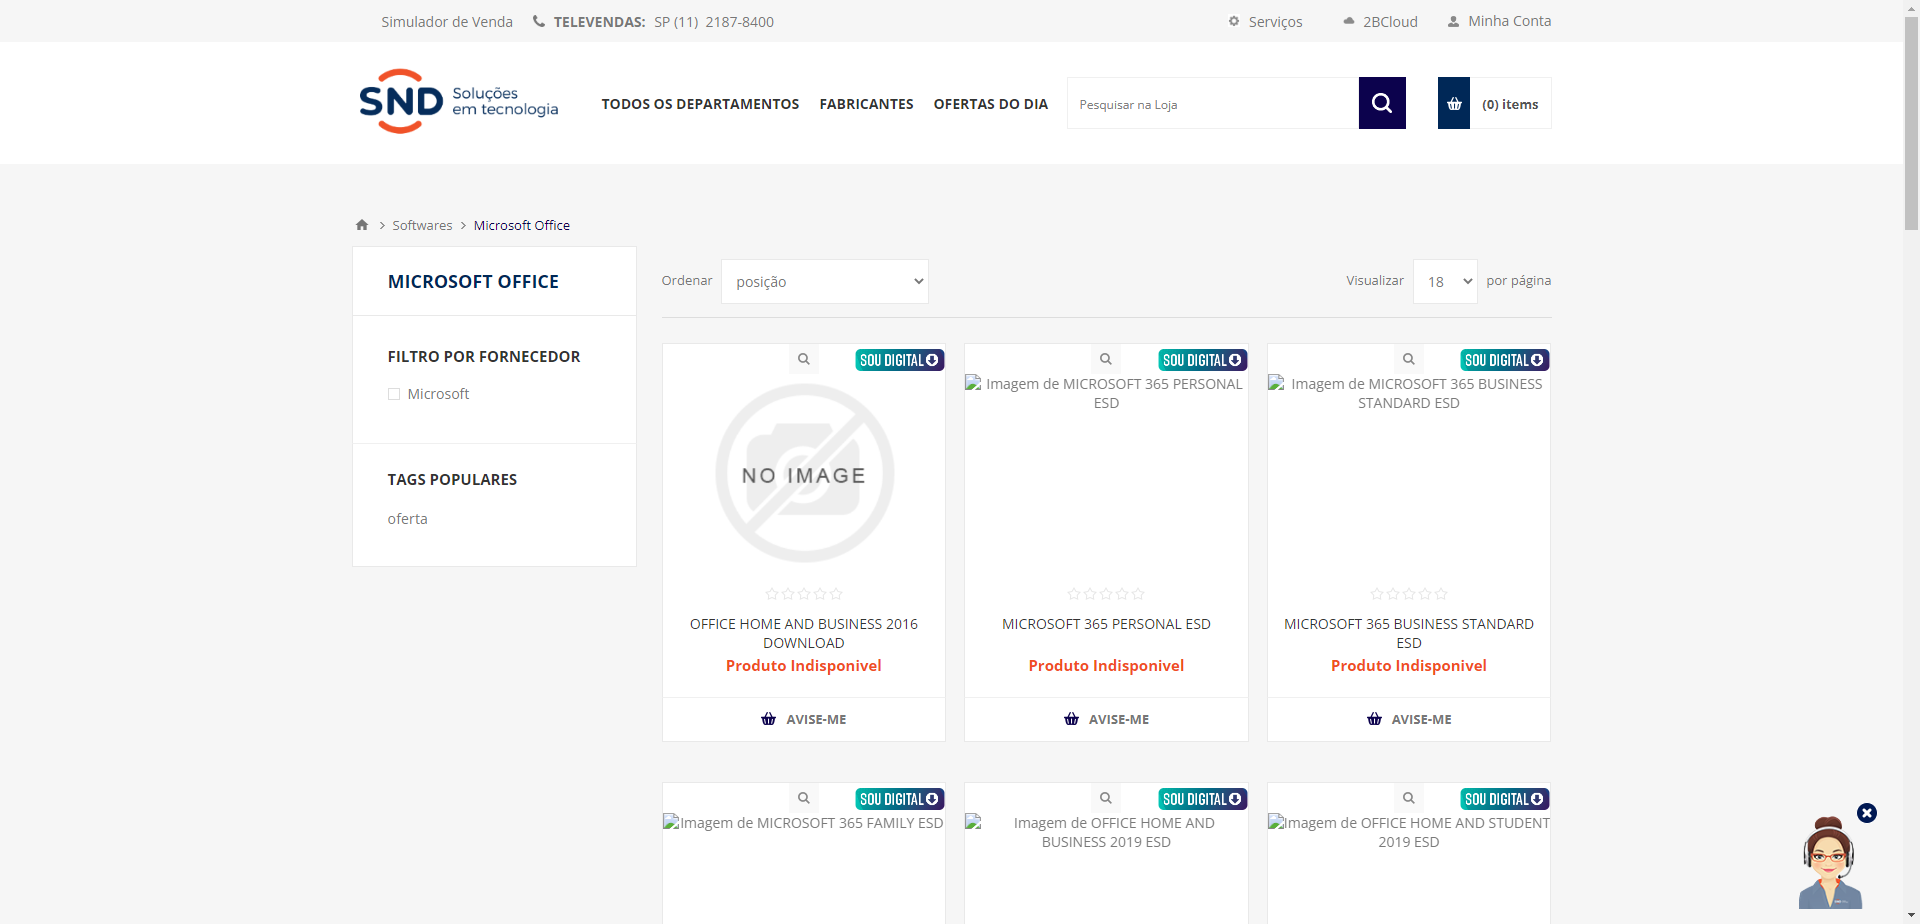 Simulador de Venda
TELEVENDAS: SP (11) 2187-8400
Serviços
2BCloud
Minha Conta
SND Soluções
em tecnologia
TODOS OS DEPARTAMENTOS
FABRICANTES
OFERTAS DO DIA
Pesquisar na Loja
(0) items
Softwares
Microsoft Office
MICROSOFT OFFICE
FILTRO POR FORNECEDOR
Microsoft
TAGS POPULARES
oferta
Ordenar posição
Visualizar 18 por página
SOU DIGITAL
NO IMAGE
OFFICE HOME AND BUSINESS 2016
DOWNLOAD
Produto Indisponivel
AVISE-ME
SOU DIGITAL
Imagem de MICROSOFT 365 PERSONAL
ESD
MICROSOFT 365 PERSONAL ESD
Produto Indisponivel
AVISE-ME
SOU DIGITAL
Imagem de MICROSOFT 365 BUSINESS
STANDARD ESD
MICROSOFT 365 BUSINESS STANDARD
ESD
Produto Indisponivel
AVISE-ME
SOU DIGITAL
Imagem de MICROSOFT 365 FAMILY ESD
SOU DIGITAL
Imagem de OFFICE HOME AND
BUSINESS 2019 ESD
SOU DIGITAL
Imagem de OFFICE HOME AND STUDENT
2019 ESD